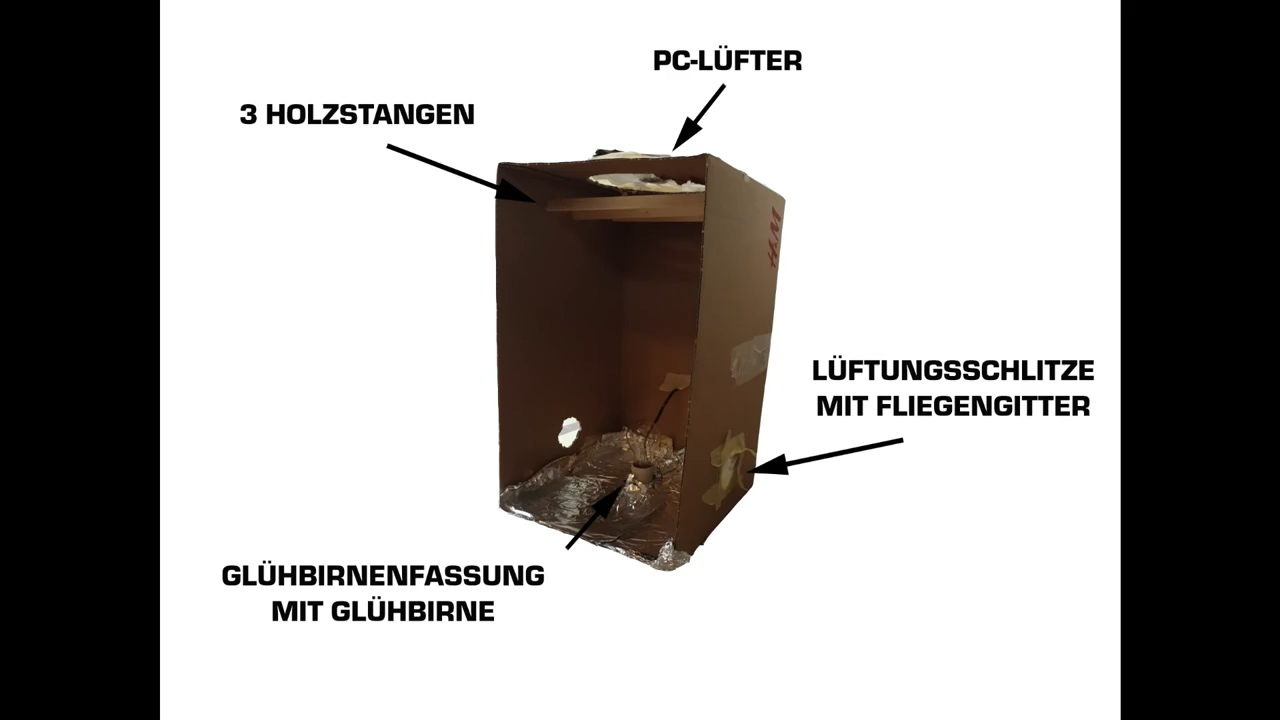 PC-LÜFTER
3 HOLZSTANGEN
H&M
LÜFTUNGSSCHLITZE
MIT FLIEGENGITTER
GLÜHBIRNENFASSUNG
MIT GLÜHBIRNE